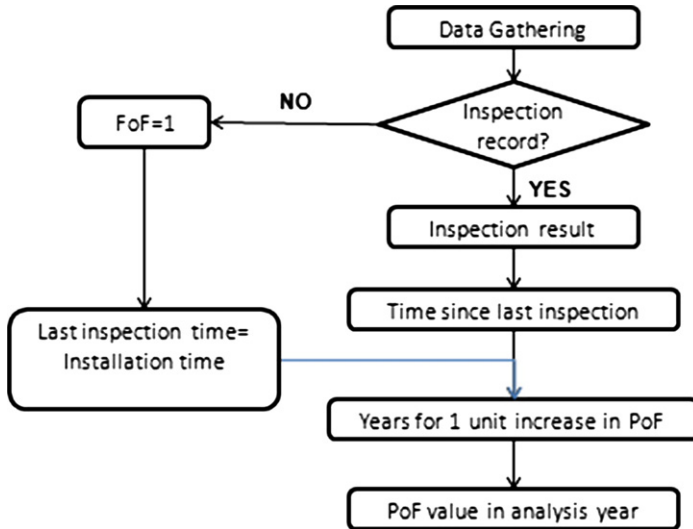 Data Gathering
Inspection
record?
NO
FoF=1
YES
Inspection result
Time since last inspection
Last inspection time=
Installation time
Years for 1 unit increase in PoF
PoF value in analysis year